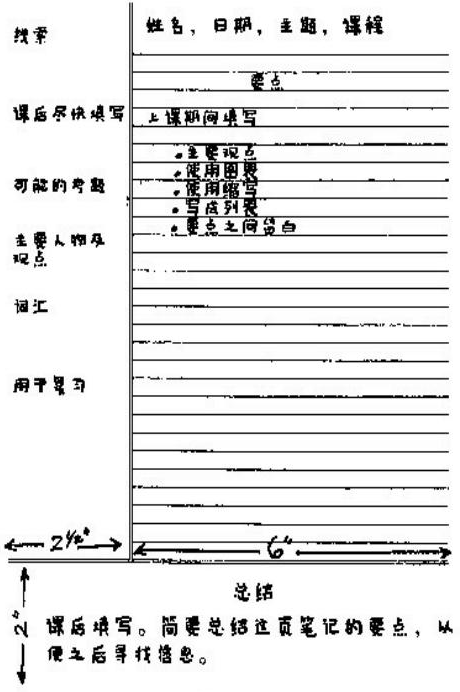 线索
姓名，日期，主题，课程
要点
课后尽快填写
上课期间填写
•主要观点
•使用图表
•使用缩写
•写成列表
•要点之间留白
可能的考题
主要人物及
观点
词汇
用于复习
2 1/2"
6"
总结
2"
课后填写。简要总结这页笔记的要点，以
便之后寻找信息。